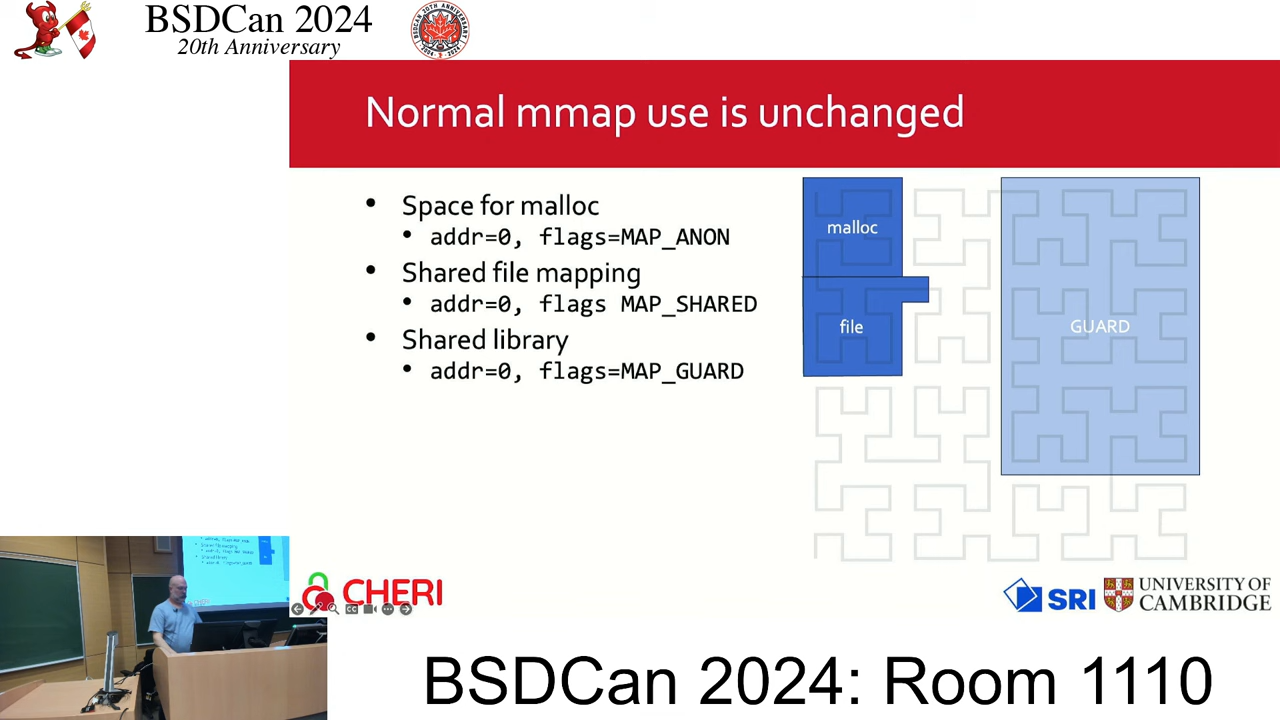 BSDCan 2024
20th Anniversary
Normal mmap use is unchanged
• Space for malloc
• addr=0, flags=MAP_ANON
• Shared file mapping
• addr=0, flags MAP_SHARED
• Shared library
• addr=0, flags=MAP_GUARD
malloc
file
GUARD
CHERI
SRI
UNIVERSITY OF
CAMBRIDGE
BSDCan 2024: Room 1110